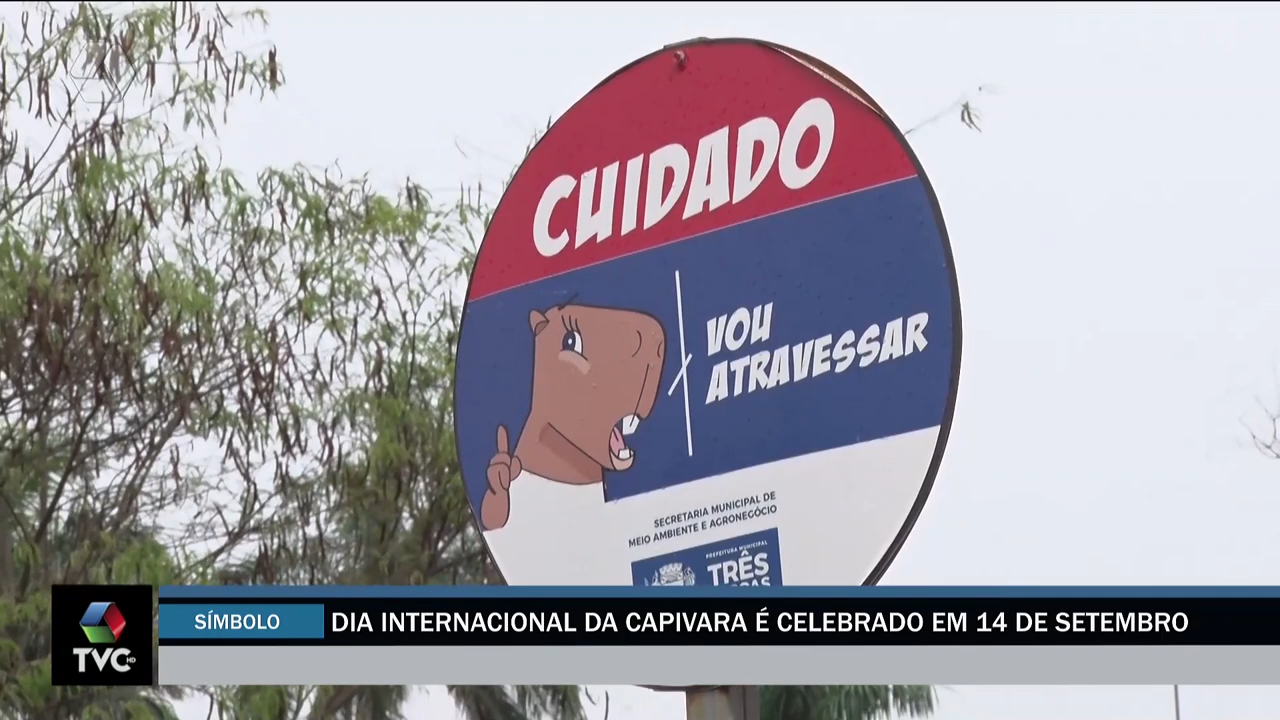 CUIDADO
VOU
ATRAVESSAR
SECRETARIA MUNICIPAL DE
MEIO AMBIENTE E AGRONEGÓCIO
PREFEITURA MUNICIPAL
TRÊS
SÍMBOLO
DIA INTERNACIONAL DA CAPIVARA É CELEBRADO EM 14 DE SETEMBRO
TVC HD